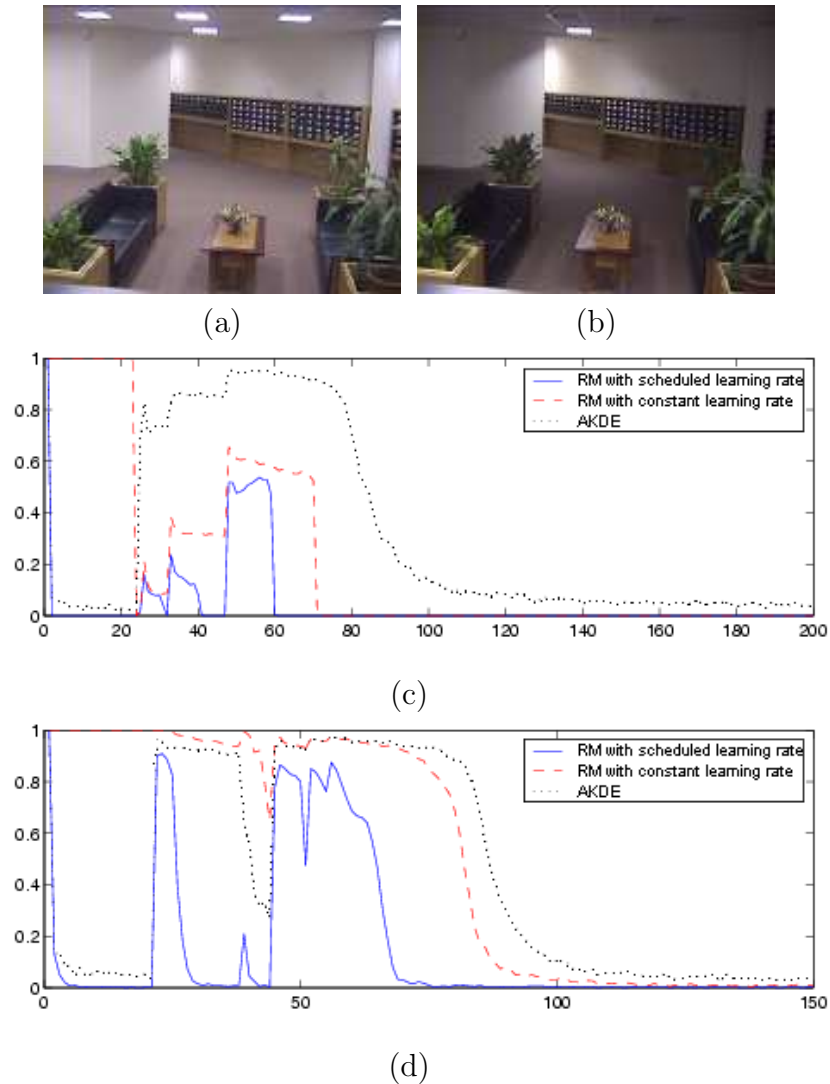 (a)
(b)
1
0.8
0.6
0.4
0.2
0
0 20 40 60 80 100 120 140 160 180 200
RM with scheduled learning rate
RM with constant learning rate
AKDE
(c)
1
0.8
0.6
0.4
0.2
0
0 50 100 150
RM with scheduled learning rate
RM with constant learning rate
AKDE
(d)